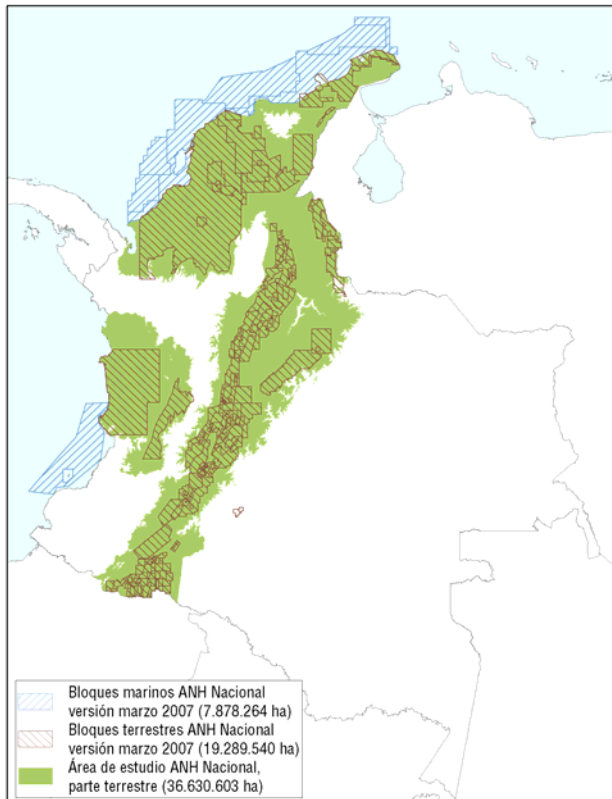 Bloques marinos ANH Nacional
versión marzo 2007 (7.878.264 ha)
Bloques terrestres ANH Nacional
versión marzo 2007 (19.289.540 ha)
Área de estudio ANH Nacional,
parte terrestre (36.630.603 ha)